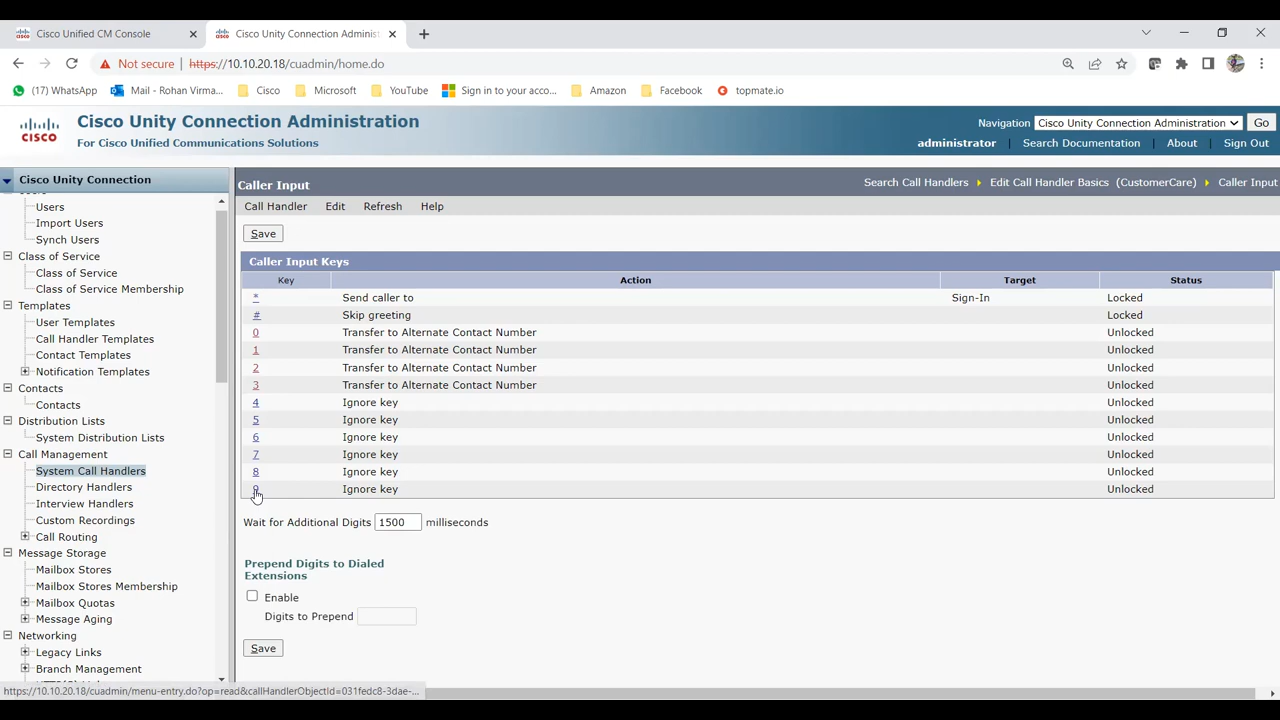 Cisco Unified CM Console
Cisco Unity Connection Administ
Not secure
https://10.10.20.18/cuadmin/home.do
(17) WhatsApp
Mail - Rohan Virma...
Cisco
Microsoft
YouTube
Sign in to your acco...
Amazon
Facebook
topmate.io
CISCO
Cisco Unity Connection Administration
For Cisco Unified Communications Solutions
Navigation
Cisco Unity Connection Administration
Go
administrator
Search Documentation
About
Sign Out
Cisco Unity Connection
Users
Users
Import Users
Synch Users
Class of Service
Class of Service
Class of Service Membership
Templates
User Templates
Call Handler Templates
Contact Templates
Notification Templates
Contacts
Contacts
Distribution Lists
System Distribution Lists
Call Management
System Call Handlers
Directory Handlers
Interview Handlers
Custom Recordings
Call Routing
Message Storage
Mailbox Stores
Mailbox Stores Membership
Mailbox Quotas
Message Aging
Networking
Legacy Links
Branch Management
Caller Input
Search Call Handlers
Edit Call Handler Basics (CustomerCare)
Caller Input
Call Handler
Edit
Refresh
Help
Save
Caller Input Keys
Key Action Target Status
* Send caller to Sign-In Locked
# Skip greeting Locked
0 Transfer to Alternate Contact Number Unlocked
1 Transfer to Alternate Contact Number Unlocked
2 Transfer to Alternate Contact Number Unlocked
3 Transfer to Alternate Contact Number Unlocked
4 Ignore key Unlocked
5 Ignore key Unlocked
6 Ignore key Unlocked
7 Ignore key Unlocked
8 Ignore key Unlocked
9 Ignore key Unlocked
Wait for Additional Digits 1500 milliseconds
Prepend Digits to Dialed
Extensions
Enable
Digits to Prepend
Save
https://10.10.20.18/cuadmin/menu-entry.do?op=read&callHandlerObjectId=031fedc8-3dae-...